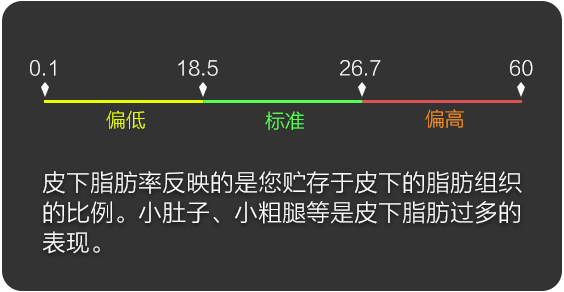 0.1 18.5 26.7 60
偏低 标准 偏高
皮下脂肪率反映的是您贮存于皮下的脂肪组织
的比例。小肚子、小粗腿等是皮下脂肪过多的
表现。